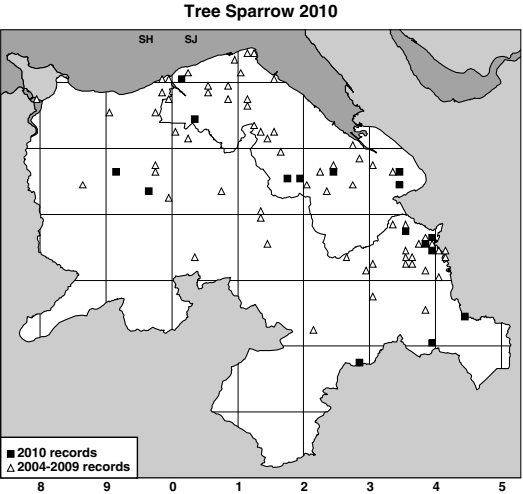 Tree Sparrow 2010
SH SJ
2010 records
2004-2009 records
8 9 0 1 2 3 4 5